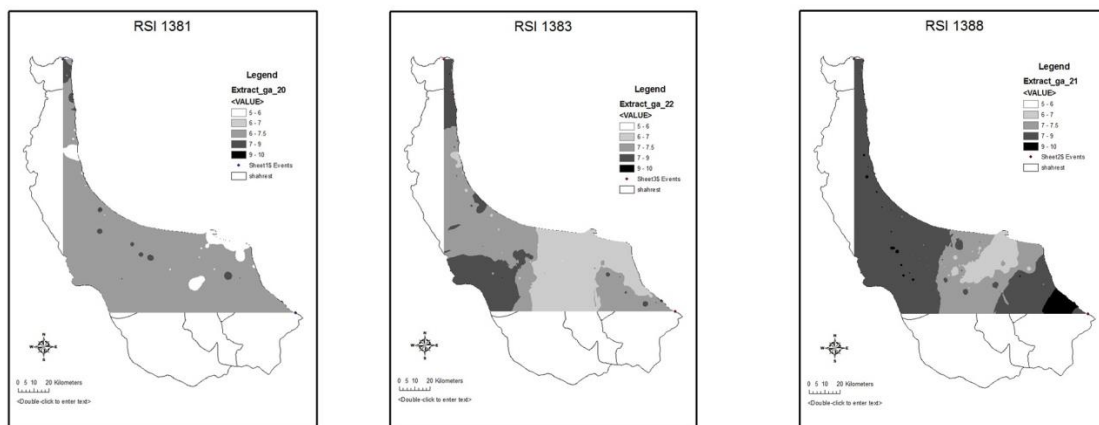 RSI 1381
Legend
Extract_ga_20
<VALUE>
5 - 6
6 - 7
6 - 7.5
7 - 9
9 - 10
Sheet1$ Events
shahrest
0 5 10 20 Kilometers
<Double-click to enter text>
RSI 1383
Legend
Extract_ga_22
<VALUE>
5 - 6
6 - 7
7 - 7.5
7 - 9
9 - 10
Sheet3$ Events
shahrest
0 5 10 20 Kilometers
<Double-click to enter text>
RSI 1388
Legend
Extract_ga_21
<VALUE>
5 - 6
6 - 7
7 - 7.5
7 - 9
9 - 10
Sheet2$ Events
shahrest
0 5 10 20 Kilometers
<Double-click to enter text>